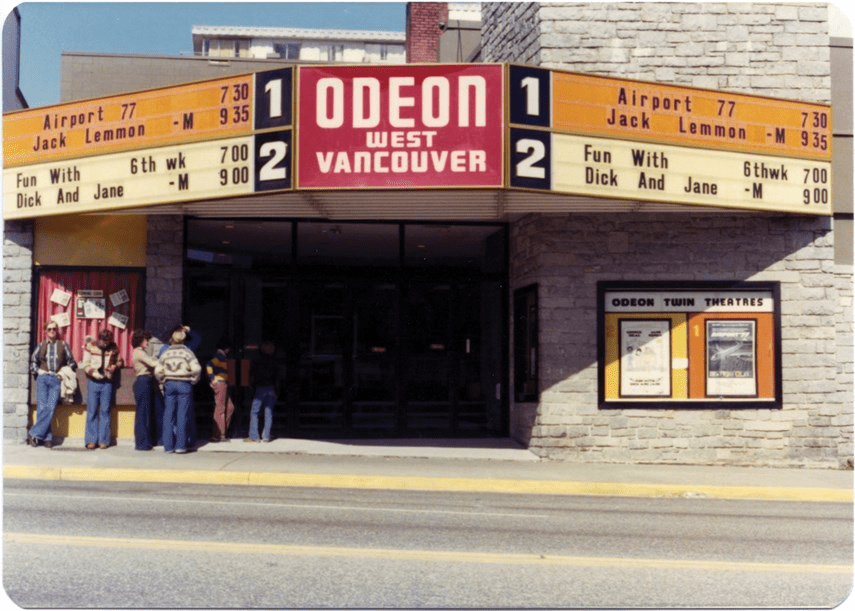 Airport 77 7 30
Jack Lemmon -M 9 35
1
Fun With 6th wk 7 00
Dick And Jane -M 9 00
2
ODEON
WEST
VANCOUVER
1
Airport 77 7 30
Jack Lemmon -M 9 35
2
Fun With 6thwk 7 00
Dick And Jane -M 9 00
ODEON TWIN THEATRES
1